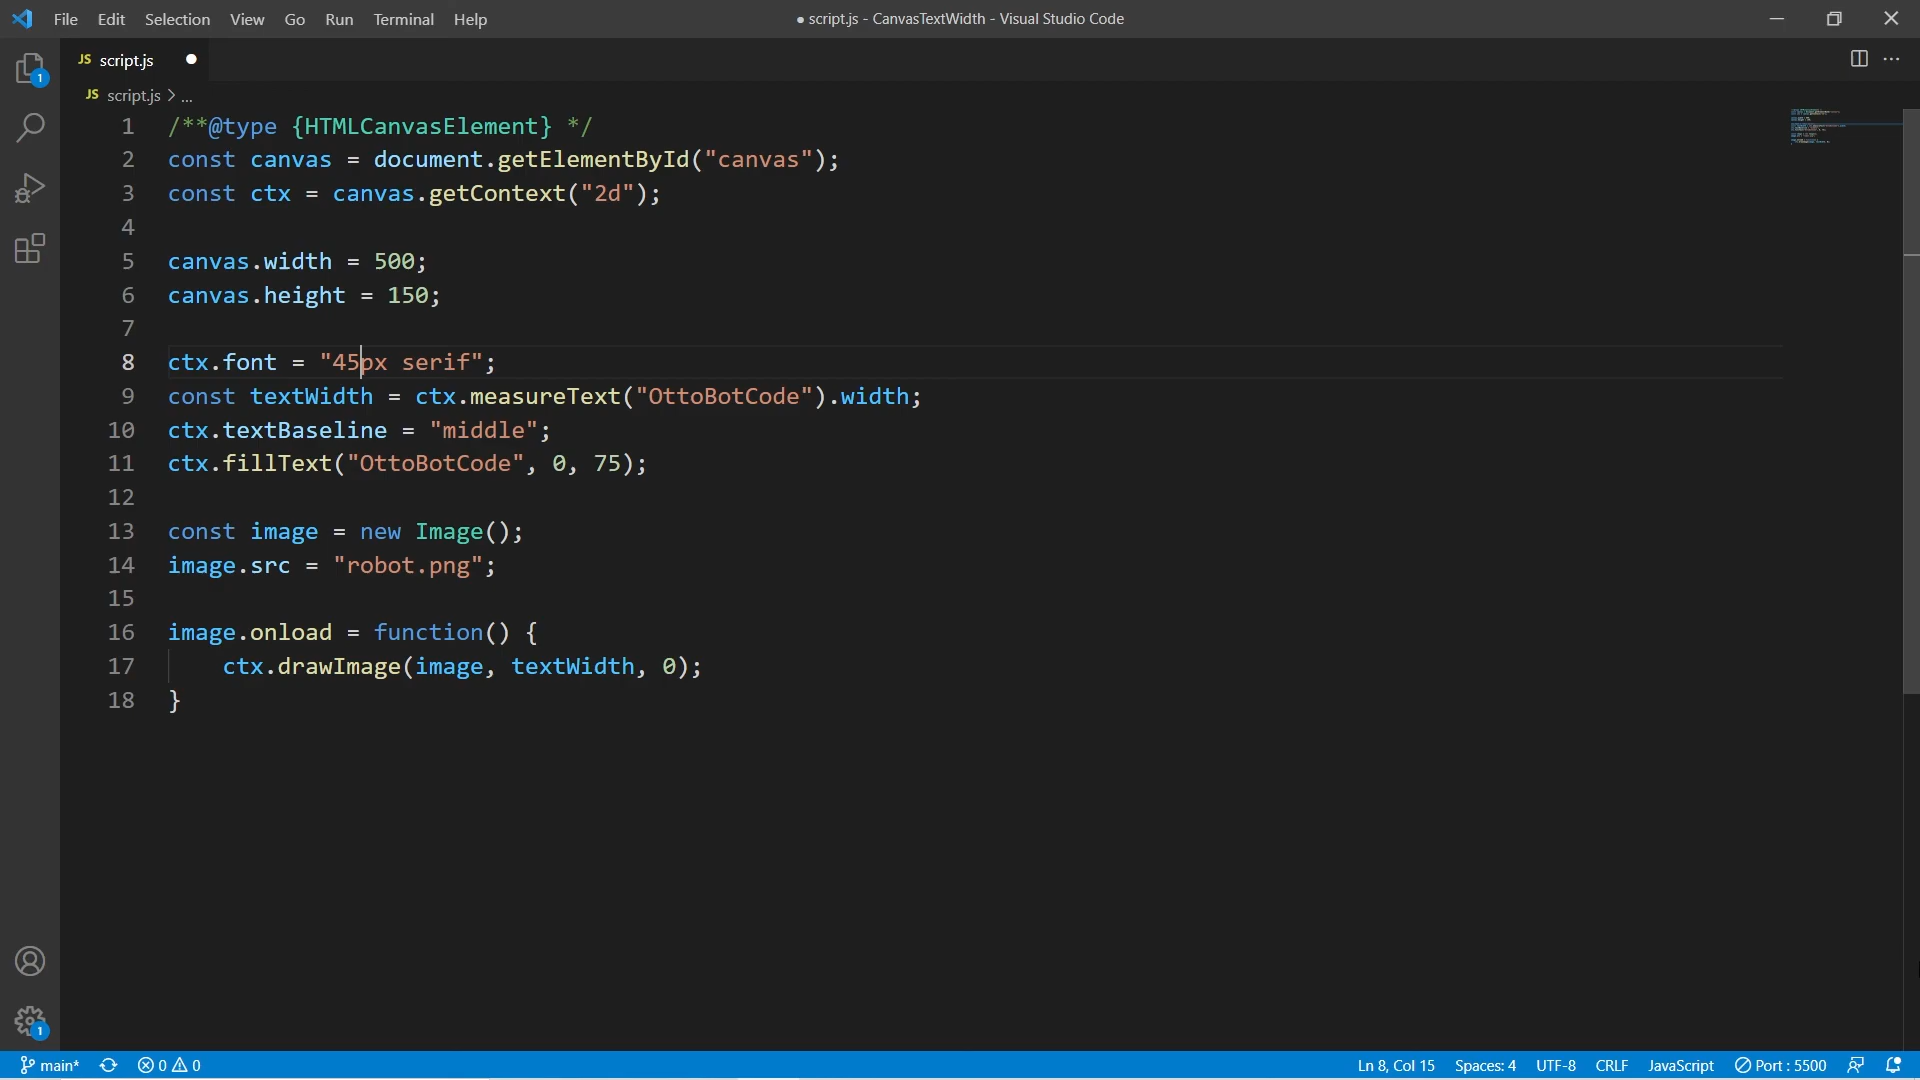 File Edit Selection View Go Run Terminal Help ● script.js - CanvasTextWidth - Visual Studio Code
JS script.js ●
1
JS script.js > ...
1 /**@type {HTMLCanvasElement} */
2 const canvas = document.getElementById("canvas");
3 const ctx = canvas.getContext("2d");
4
5 canvas.width = 500;
6 canvas.height = 150;
7
8 ctx.font = "45px serif";
9 const textWidth = ctx.measureText("OttoBotCode").width;
10 ctx.textBaseline = "middle";
11 ctx.fillText("OttoBotCode", 0, 75);
12
13 const image = new Image();
14 image.src = "robot.png";
15
16 image.onload = function() {
17     ctx.drawImage(image, textWidth, 0);
18 }
1
main* 0 0 Ln 8, Col 15 Spaces: 4 UTF-8 CRLF JavaScript Port : 5500